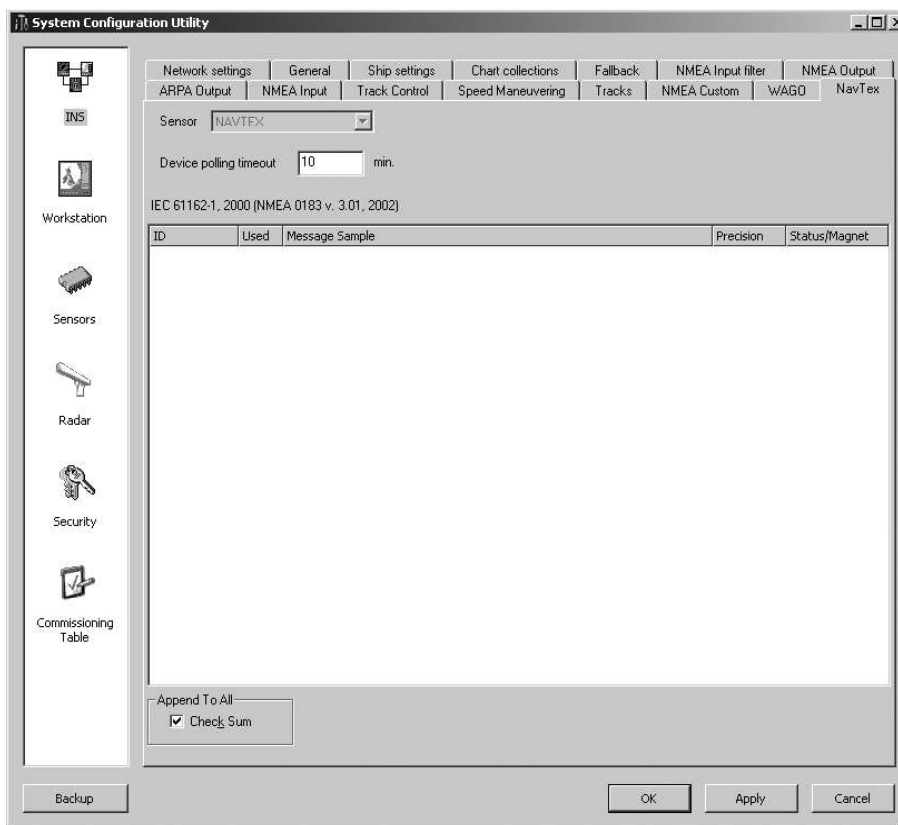 System Configuration Utility
INS
Workstation
Sensors
Radar
Security
Commissioning
Table
Network settings General Ship settings Chart collections Fallback NMEA Input filter NMEA Output
ARPA Output NMEA Input Track Control Speed Maneuvering Tracks NMEA Custom WAGO NavTex
Sensor NAVTEX
Device polling timeout 10 min.
IEC 61162-1, 2000 (NMEA 0183 v. 3.01, 2002)
ID Used Message Sample Precision Status/Magnet
Append To All
Check Sum
Backup OK Apply Cancel